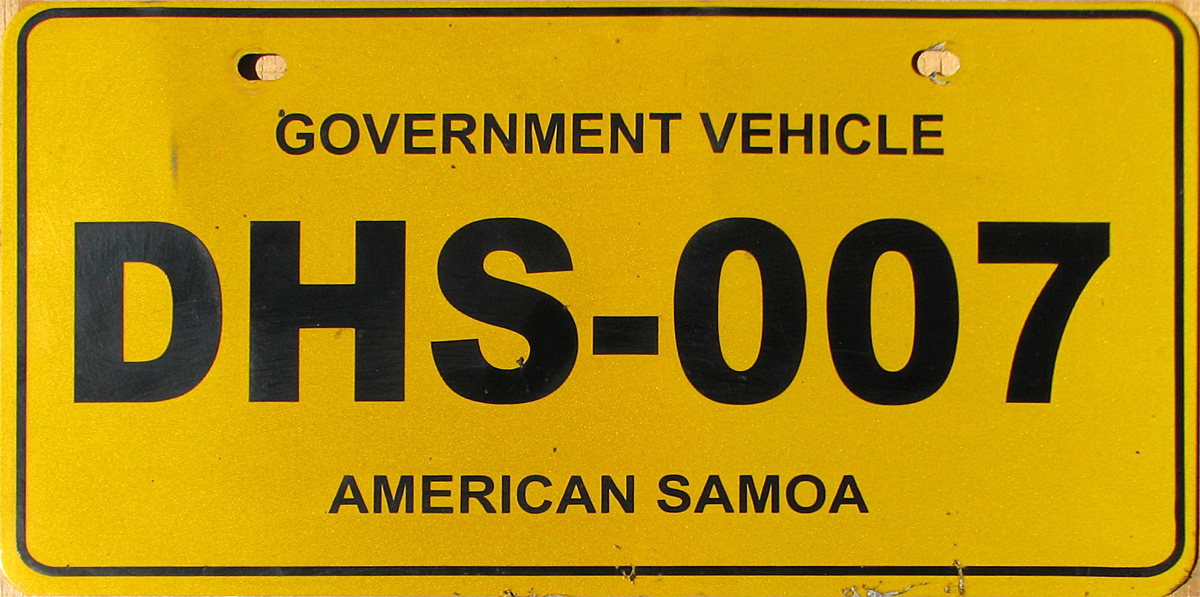 GOVERNMENT VEHICLE
DHS-007
AMERICAN SAMOA